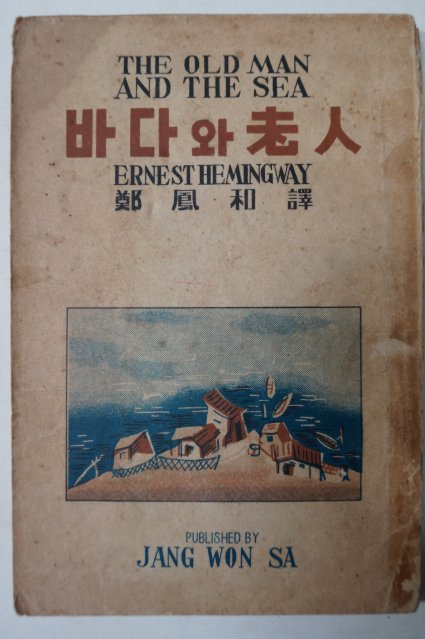 THE OLD MAN
AND THE SEA
바다와 老人
ERNEST HEMINGWAY
鄭鳳和 譯
PUBLISHED BY
JANG WON SA